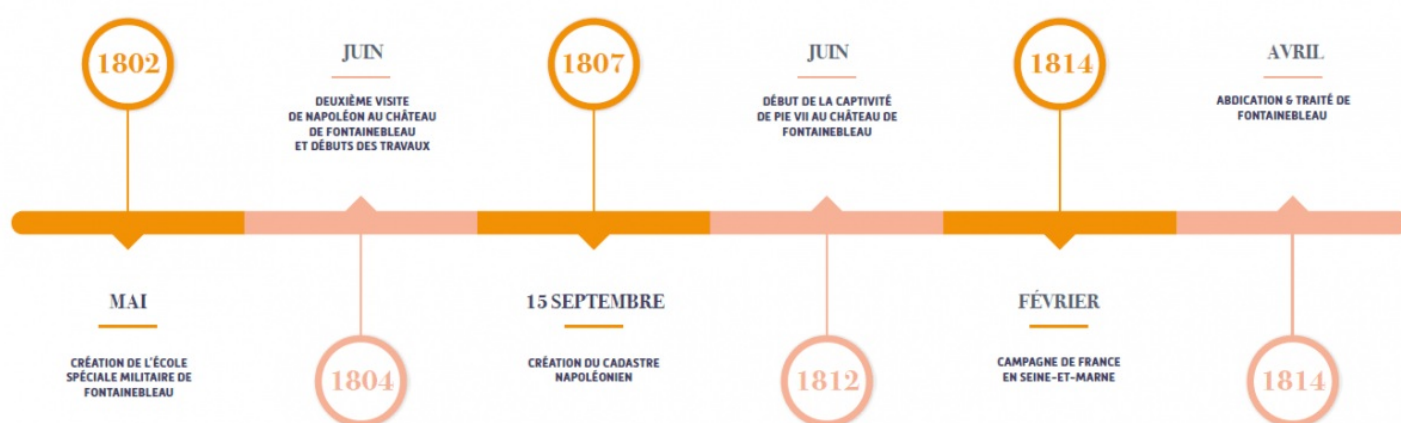 1802
MAI
CRÉATION DE L'ÉCOLE
SPÉCIALE MILITAIRE DE
FONTAINEBLEAU
JUIN
DEUXIÈME VISITE
DE NAPOLÉON AU CHÂTEAU
DE FONTAINEBLEAU
ET DÉBUTS DES TRAVAUX
1804
1807
15 SEPTEMBRE
CRÉATION DU CADASTRE
NAPOLÉONIEN
JUIN
DÉBUT DE LA CAPTIVITÉ
DE PIE VII AU CHÂTEAU DE
FONTAINEBLEAU
1812
1814
FÉVRIER
CAMPAGNE DE FRANCE
EN SEINE-ET-MARNE
AVRIL
ABDICATION & TRAITÉ DE
FONTAINEBLEAU
1814